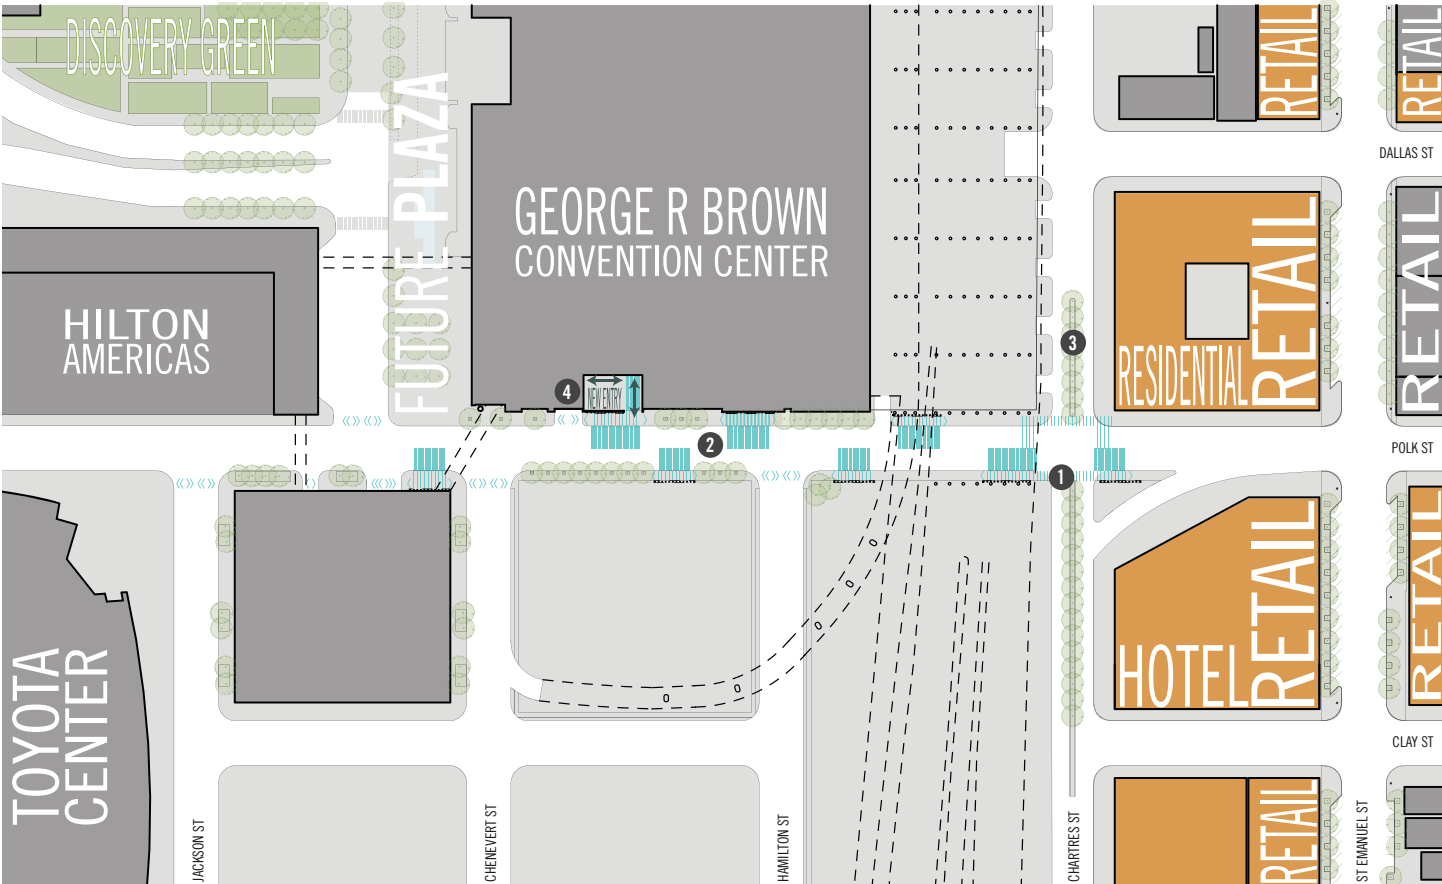 DISCOVERY GREEN
FUTURE PLAZA
GEORGE R BROWN
CONVENTION CENTER
RETAIL
RETAIL
DALLAS ST
HILTON
AMERICAS
NEW ENTRY
4
3
2
1
RESIDENTIAL
RETAIL
RETAIL
POLK ST
TOYOTA
CENTER
HOTEL
RETAIL
RETAIL
CLAY ST
JACKSON ST
CHENEVERT ST
HAMILTON ST
CHARTRES ST
RETAIL
ST EMANUEL ST